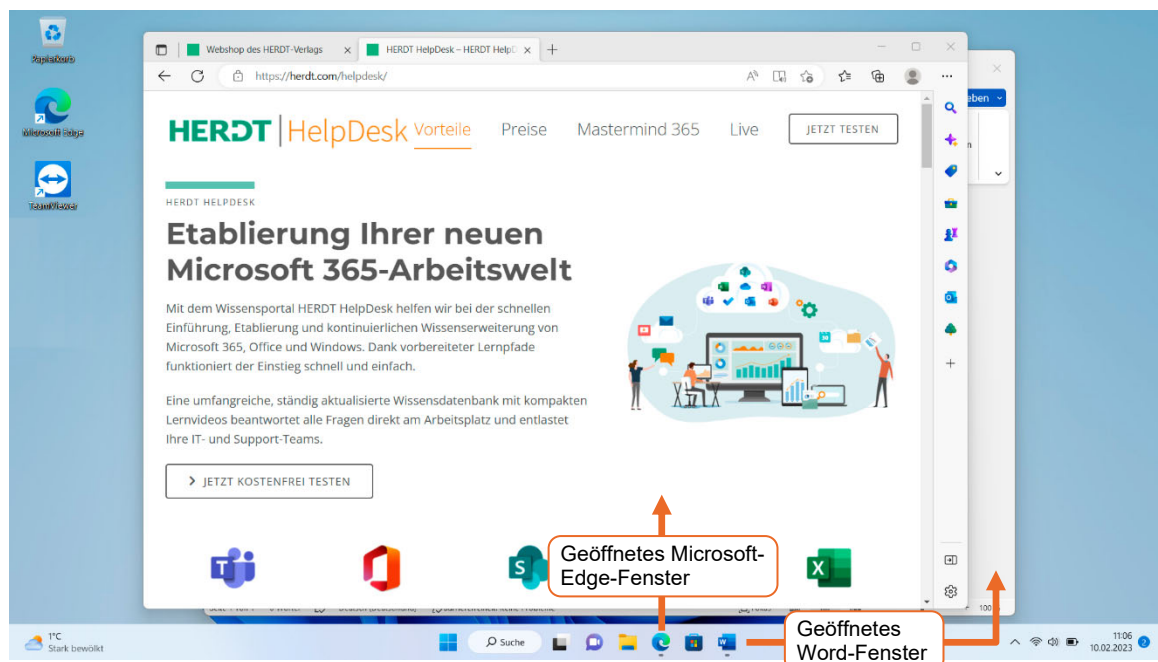 Papierkorb
Microsoft Edge
TeamViewer
Webshop des HERDT-Verlags
HERDT HelpDesk – HERDT HelpD
https://herdt.com/helpdesk/
eben
n
HERDT | HelpDesk
Vorteile
Preise
Mastermind 365
Live
JETZT TESTEN
HERDT HELPDESK
Etablierung Ihrer neuen
Microsoft 365-Arbeitswelt
Mit dem Wissensportal HERDT HelpDesk helfen wir bei der schnellen
Einführung, Etablierung und kontinuierlichen Wissenserweiterung von
Microsoft 365, Office und Windows. Dank vorbereiteter Lernpfade
funktioniert der Einstieg schnell und einfach.
Eine umfangreiche, ständig aktualisierte Wissensdatenbank mit kompakten
Lernvideos beantwortet alle Fragen direkt am Arbeitsplatz und entlastet
Ihre IT- und Support-Teams.
JETZT KOSTENFREI TESTEN
Geöffnetes Microsoft-
Edge-Fenster
Geöffnetes
Word-Fenster
1°C
Stark bewölkt
Suche
11:06
10.02.2023
2